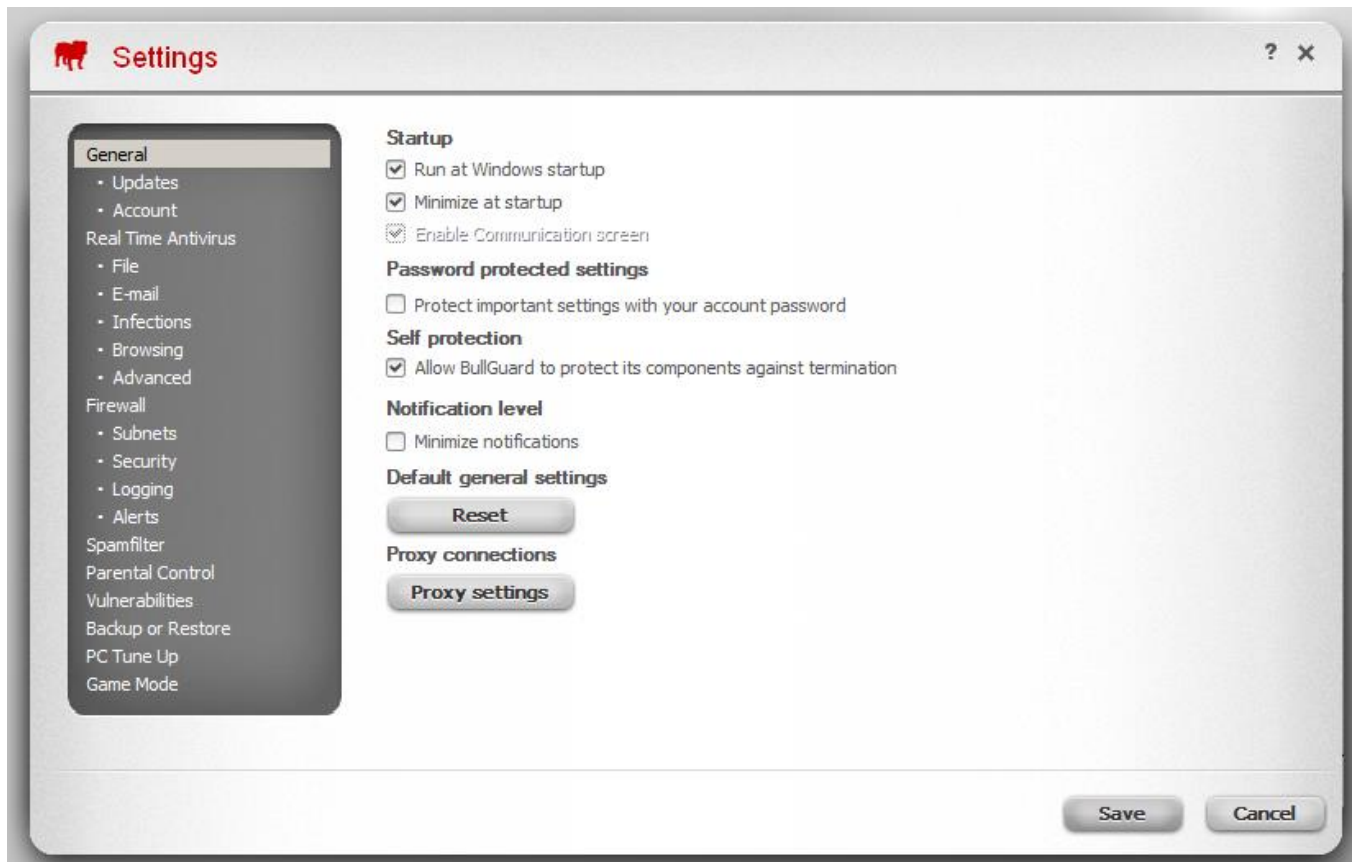 Settings
?
General
Updates
Account
Real Time Antivirus
File
E-mail
Infections
Browsing
Advanced
Firewall
Subnets
Security
Logging
Alerts
Spamfilter
Parental Control
Vulnerabilities
Backup or Restore
PC Tune Up
Game Mode
Startup
Run at Windows startup
Minimize at startup
Enable Communication screen
Password protected settings
Protect important settings with your account password
Self protection
Allow BullGuard to protect its components against termination
Notification level
Minimize notifications
Default general settings
Reset
Proxy connections
Proxy settings
Save Cancel